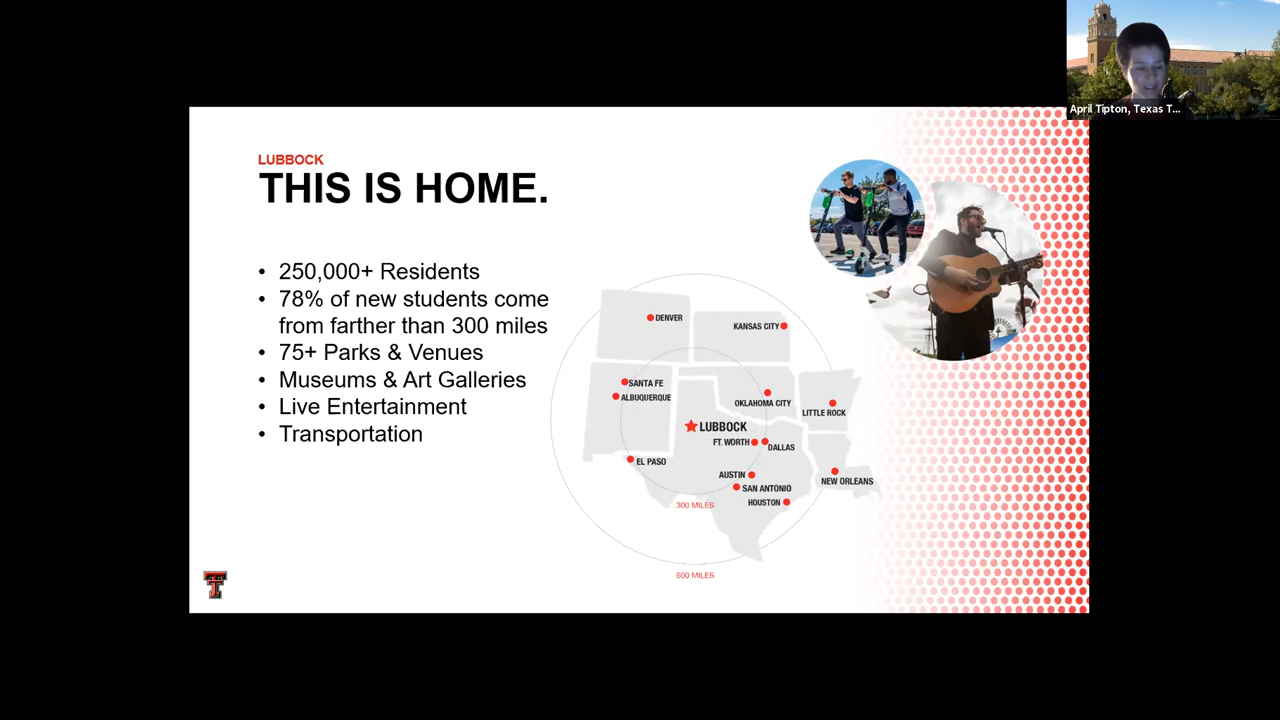 April Tipton, Texas T...
LUBBOCK
THIS IS HOME.
• 250,000+ Residents
• 78% of new students come
from farther than 300 miles
• 75+ Parks & Venues
• Museums & Art Galleries
• Live Entertainment
• Transportation
DENVER
KANSAS CITY
SANTA FE
ALBUQUERQUE
OKLAHOMA CITY
LITTLE ROCK
LUBBOCK
FT. WORTH
DALLAS
EL PASO
AUSTIN
SAN ANTONIO
HOUSTON
NEW ORLEANS
300 MILES
600 MILES